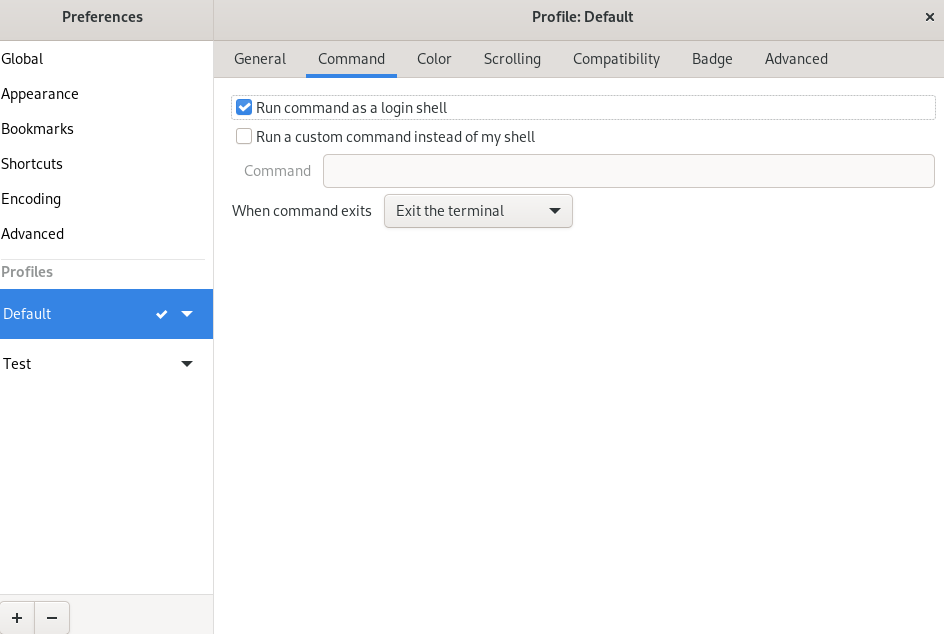 Preferences
Profile: Default
Global
Appearance
Bookmarks
Shortcuts
Encoding
Advanced
Profiles
Default
Test
General Command Color Scrolling Compatibility Badge Advanced
Run command as a login shell
Run a custom command instead of my shell
Command
When command exits Exit the terminal